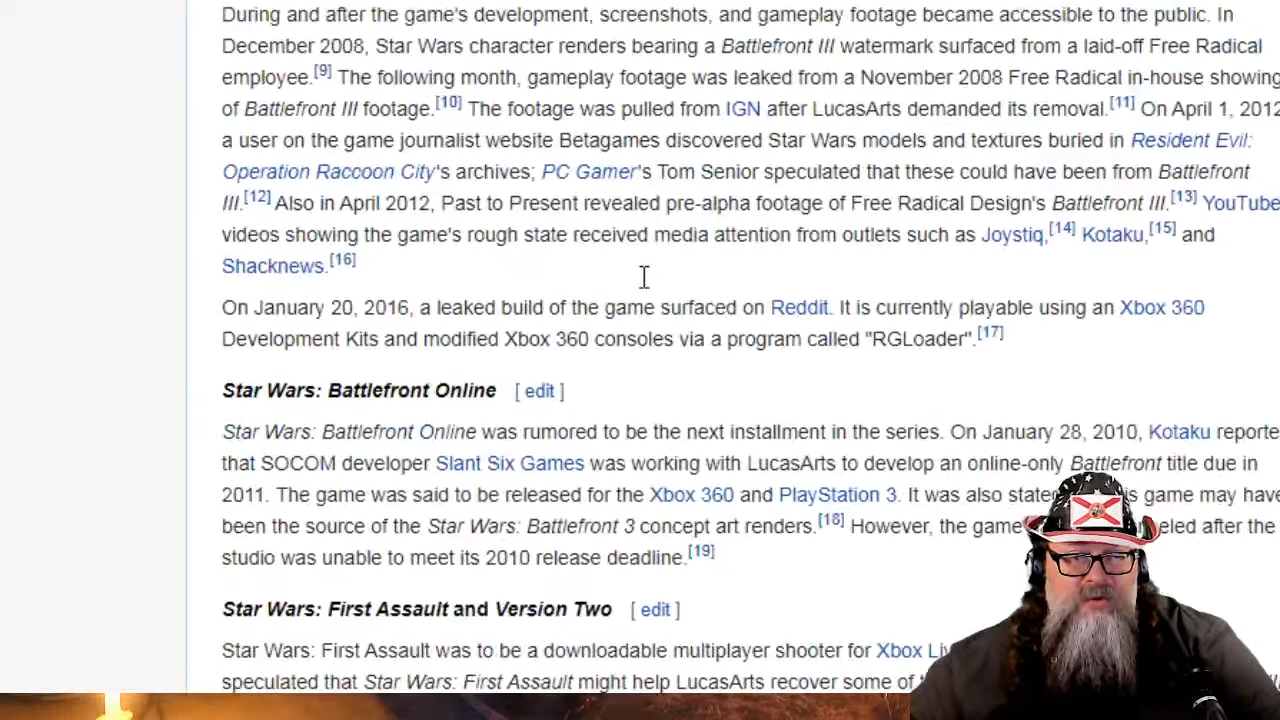 During and after the game's development, screenshots, and gameplay footage became accessible to the public. In
December 2008, Star Wars character renders bearing a Battlefront III watermark surfaced from a laid-off Free Radical
employee.[9] The following month, gameplay footage was leaked from a November 2008 Free Radical in-house showing
of Battlefront III footage.[10] The footage was pulled from IGN after LucasArts demanded its removal.[11] On April 1, 2012
a user on the game journalist website Betagames discovered Star Wars models and textures buried in Resident Evil:
Operation Raccoon City's archives; PC Gamer's Tom Senior speculated that these could have been from Battlefront
III.[12] Also in April 2012, Past to Present revealed pre-alpha footage of Free Radical Design's Battlefront III.[13] YouTube
videos showing the game's rough state received media attention from outlets such as Joystiq,[14] Kotaku,[15] and
Shacknews.[16]
On January 20, 2016, a leaked build of the game surfaced on Reddit. It is currently playable using an Xbox 360
Development Kits and modified Xbox 360 consoles via a program called "RGLoader".[17]
Star Wars: Battlefront Online [ edit ]
Star Wars: Battlefront Online was rumored to be the next installment in the series. On January 28, 2010, Kotaku reporte
that SOCOM developer Slant Six Games was working with LucasArts to develop an online-only Battlefront title due in
2011. The game was said to be released for the Xbox 360 and PlayStation 3. It was also state game may have
been the source of the Star Wars: Battlefront 3 concept art renders.[18] However, the game eled after the
studio was unable to meet its 2010 release deadline.[19]
Star Wars: First Assault and Version Two [ edit ]
Star Wars: First Assault was to be a downloadable multiplayer shooter for Xbox Liv
speculated that Star Wars: First Assault might help LucasArts recover some of